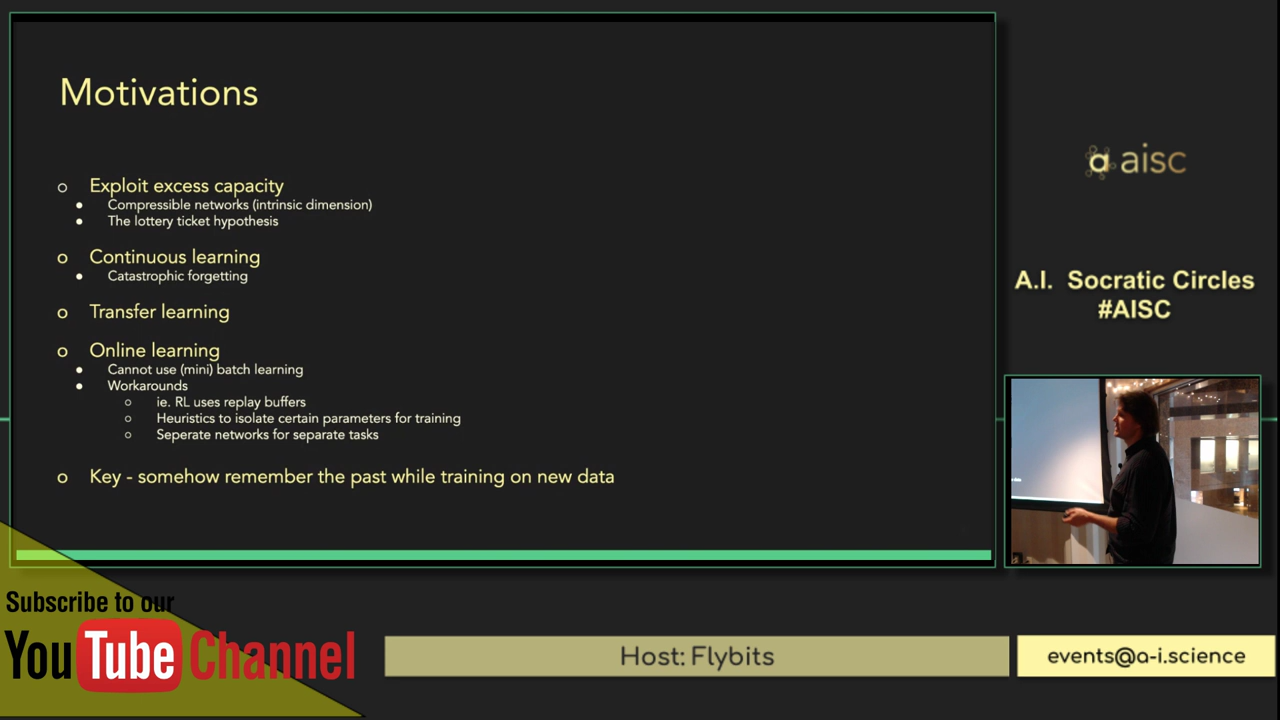 Motivations
Exploit excess capacity
Compressible networks (intrinsic dimension)
The lottery ticket hypothesis
Continuous learning
Catastrophic forgetting
Transfer learning
Online learning
Cannot use (mini) batch learning
Workarounds
ie. RL uses replay buffers
Heuristics to isolate certain parameters for training
Seperate networks for separate tasks
Key - somehow remember the past while training on new data
a aisc
A.I. Socratic Circles
#AISC
Subscribe to our
YouTube Channel
Host: Flybits
events@a-i.science